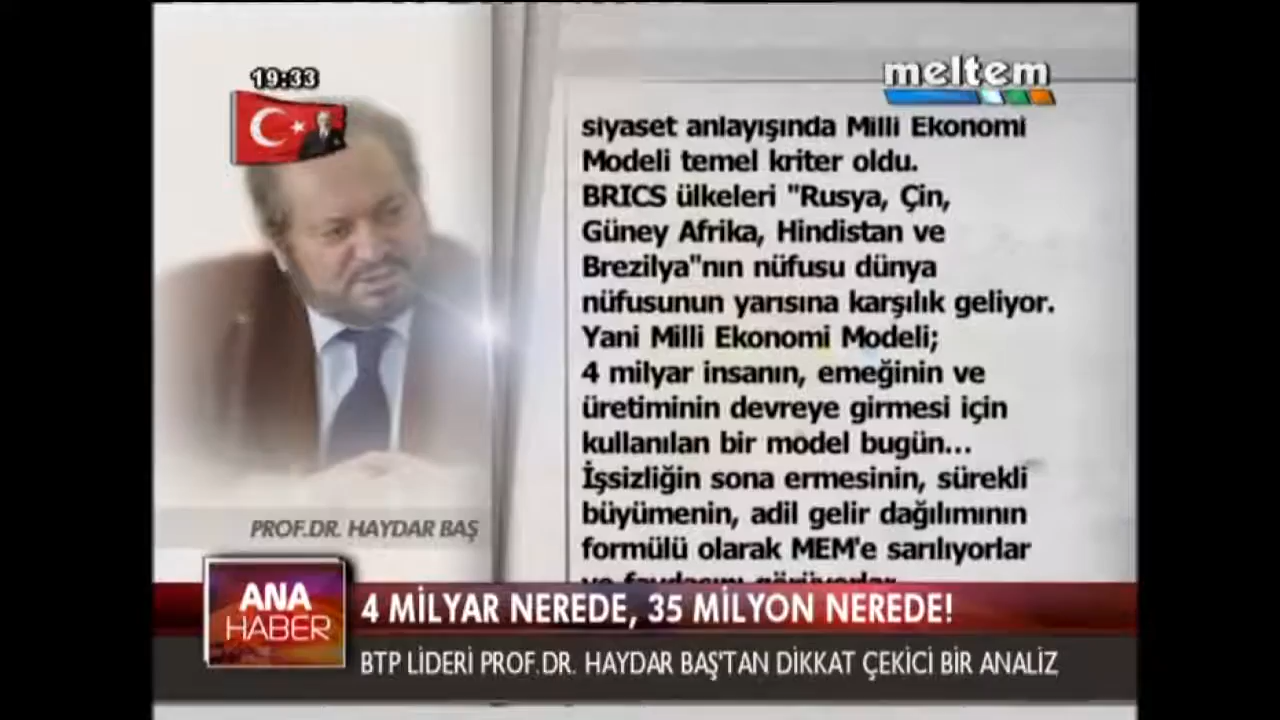 19:33
meltem
siyaset anlayışında Milli Ekonomi
Modeli temel kriter oldu.
BRICS ülkeleri "Rusya, Çin,
Güney Afrika, Hindistan ve
Brezilya"nın nüfusu dünya
nüfusunun yarısına karşılık geliyor.
Yani Milli Ekonomi Modeli;
4 milyar insanın, emeğinin ve
üretiminin devreye girmesi için
kullanılan bir model bugün...
İşsizliğin sona ermesinin, sürekli
büyümenin, adil gelir dağılımının
formülü olarak MEM'e sarılıyorlar
PROF.DR. HAYDAR BAŞ
ANA
HABER
4 MİLYAR NEREDE, 35 MİLYON NEREDE!
BTP LİDERİ PROF.DR. HAYDAR BAŞ'TAN DİKKAT ÇEKİCİ BİR ANALİZ